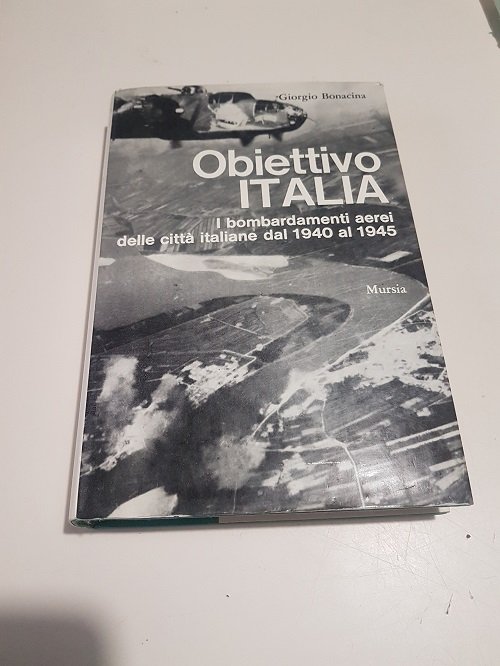 Giorgio Bonacina
Obiettivo
ITALIA
I bombardamenti aerei
delle città italiane dal 1940 al 1945
Mursia